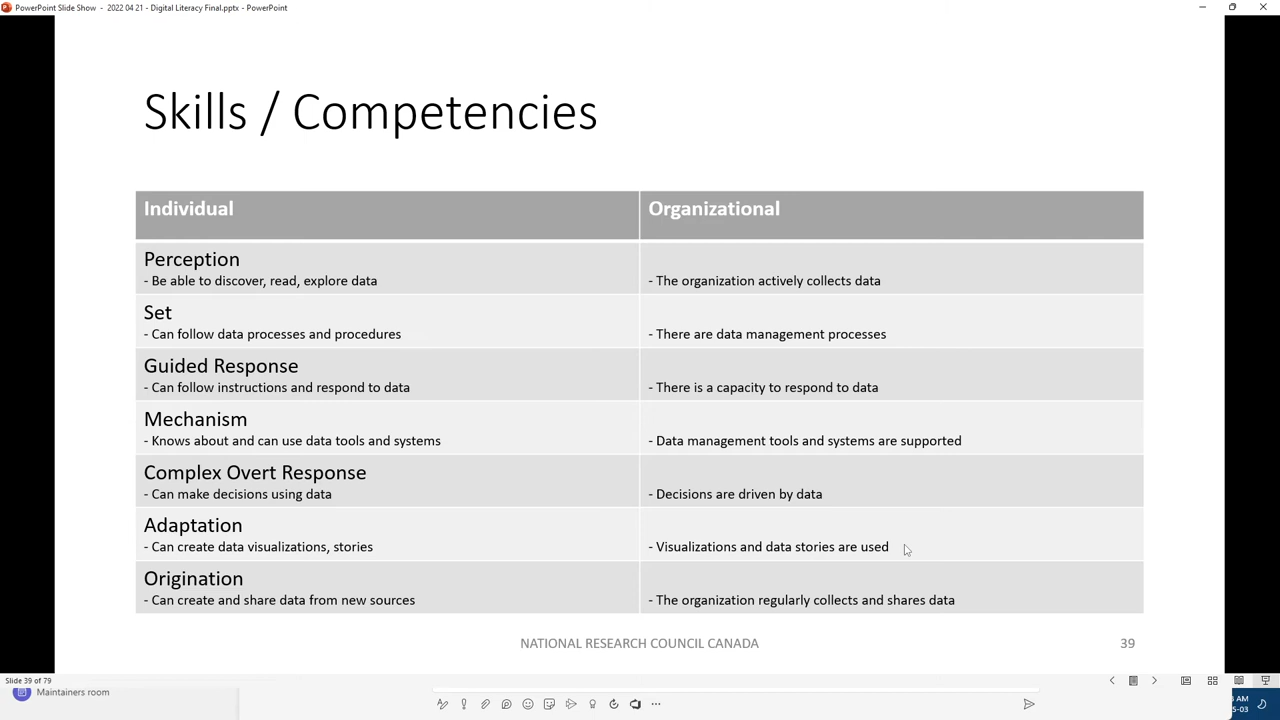 PowerPoint Slide Show - 2022 04 21 - Digital Literacy Final.pptx - PowerPoint
Skills / Competencies
Individual
Organizational
Perception
- Be able to discover, read, explore data
- The organization actively collects data
Set
- Can follow data processes and procedures
- There are data management processes
Guided Response
- Can follow instructions and respond to data
- There is a capacity to respond to data
Mechanism
- Knows about and can use data tools and systems
- Data management tools and systems are supported
Complex Overt Response
- Can make decisions using data
- Decisions are driven by data
Adaptation
- Can create data visualizations, stories
- Visualizations and data stories are used
Origination
- Can create and share data from new sources
- The organization regularly collects and shares data
NATIONAL RESEARCH COUNCIL CANADA
39
Slide 39 of 79
Maintainers room
AM
5-03